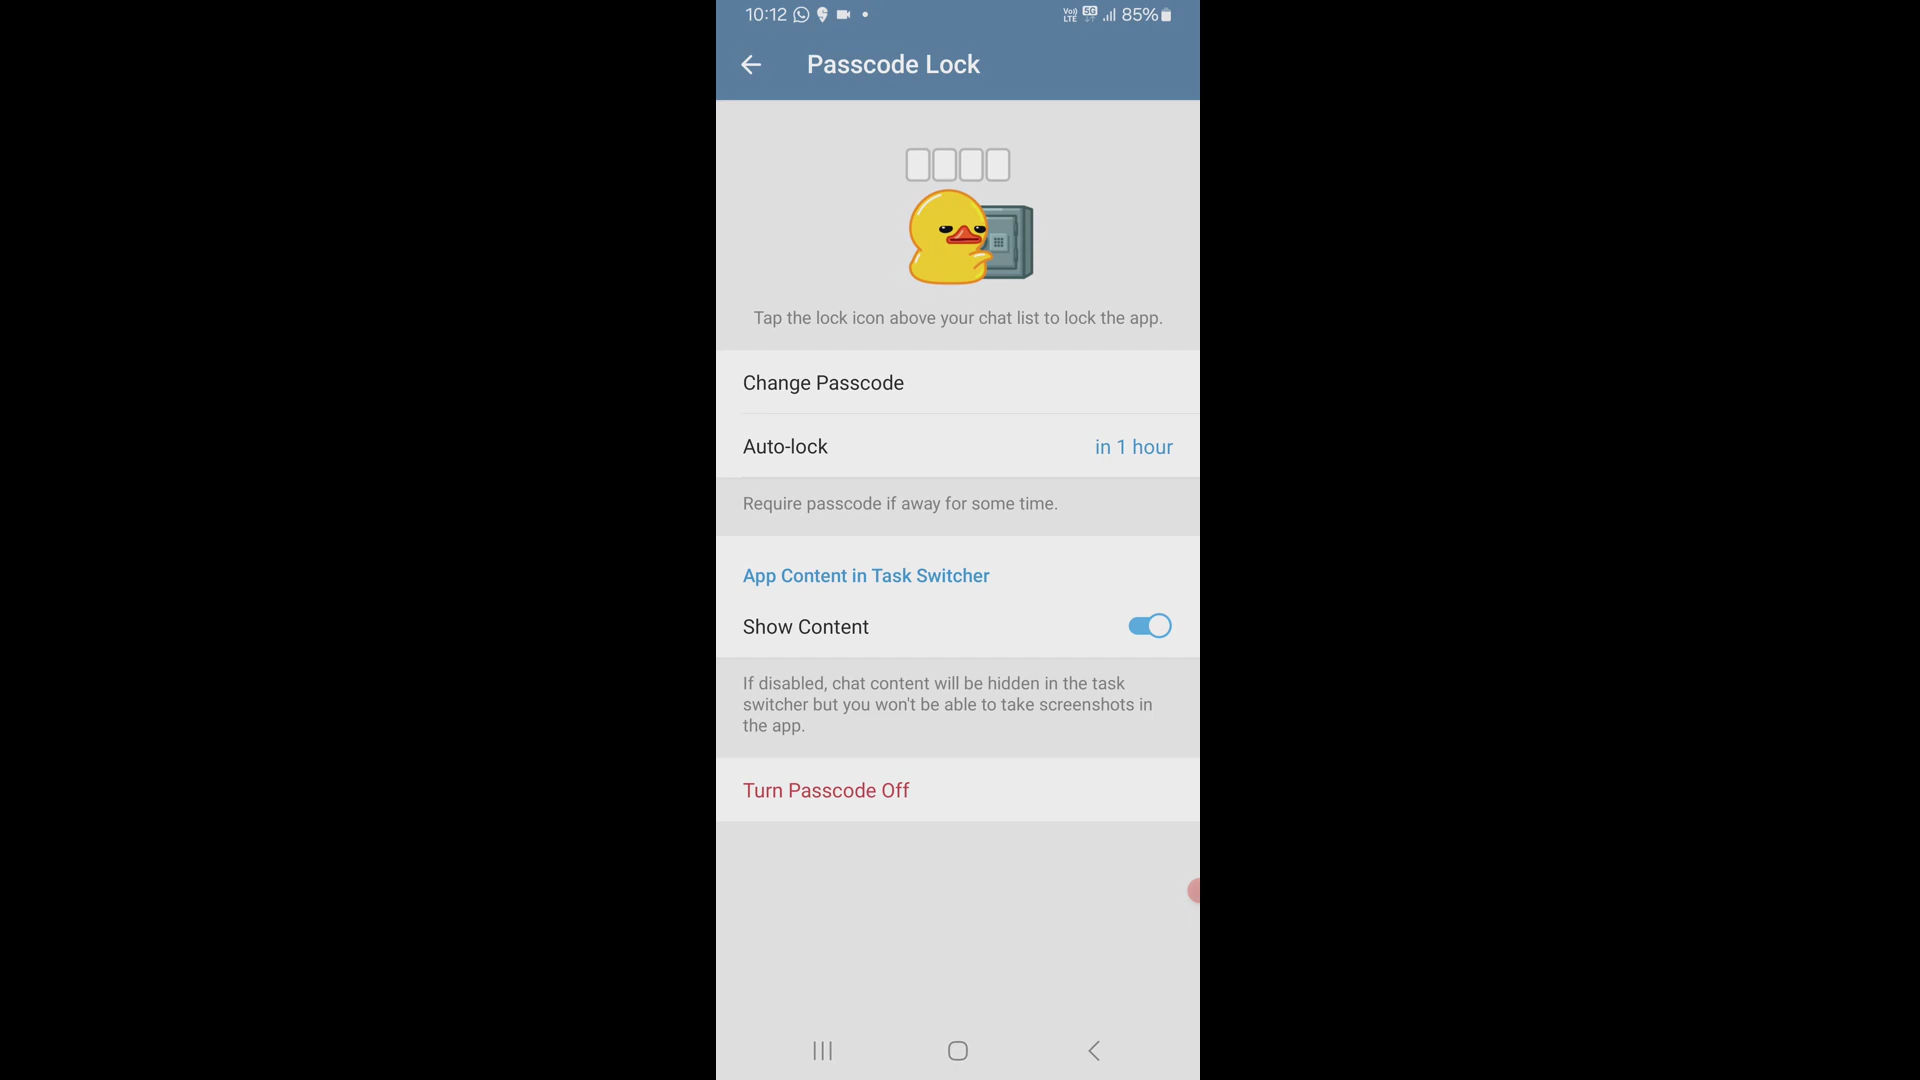 10:12
Vo)) LTE 5G 85%
Passcode Lock
Tap the lock icon above your chat list to lock the app.
Change Passcode
Auto-lock in 1 hour
Require passcode if away for some time.
App Content in Task Switcher
Show Content
If disabled, chat content will be hidden in the task
switcher but you won't be able to take screenshots in
the app.
Turn Passcode Off